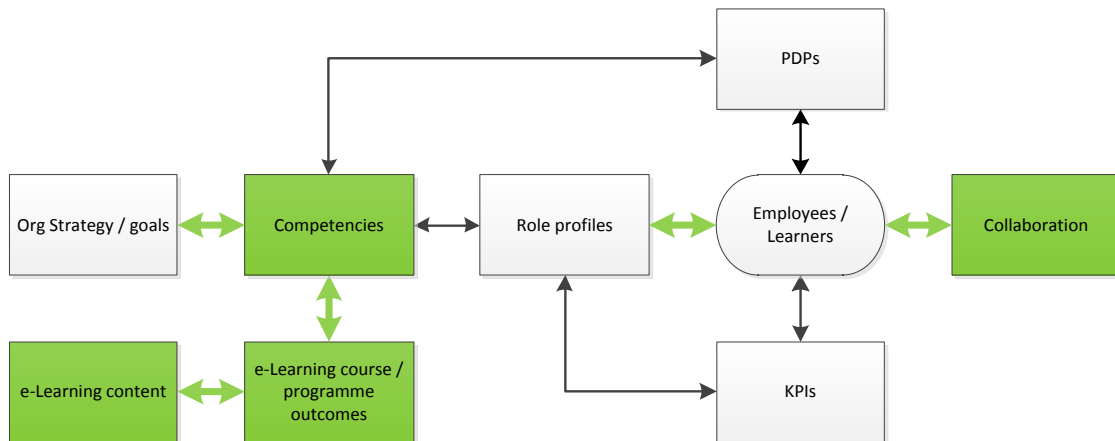 PDPs
Org Strategy / goals
Competencies
Role profiles
Employees /
Learners
Collaboration
e-Learning content
e-Learning course /
programme
outcomes
KPIs